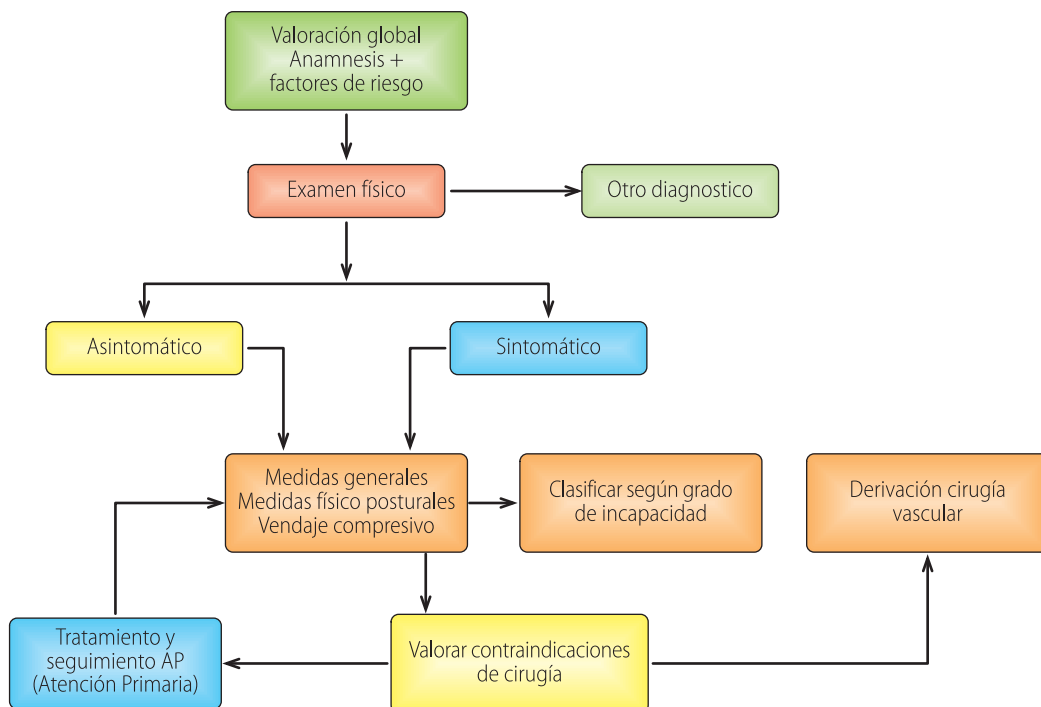 Valoración global
Anamnesis +
factores de riesgo
Examen físico
Otro diagnostico
Asintomático
Sintomático
Medidas generales
Medidas físico posturales
Vendaje compresivo
Clasificar según grado
de incapacidad
Derivación cirugía
vascular
Tratamiento y
seguimiento AP
(Atención Primaria)
Valorar contraindicaciones
de cirugía